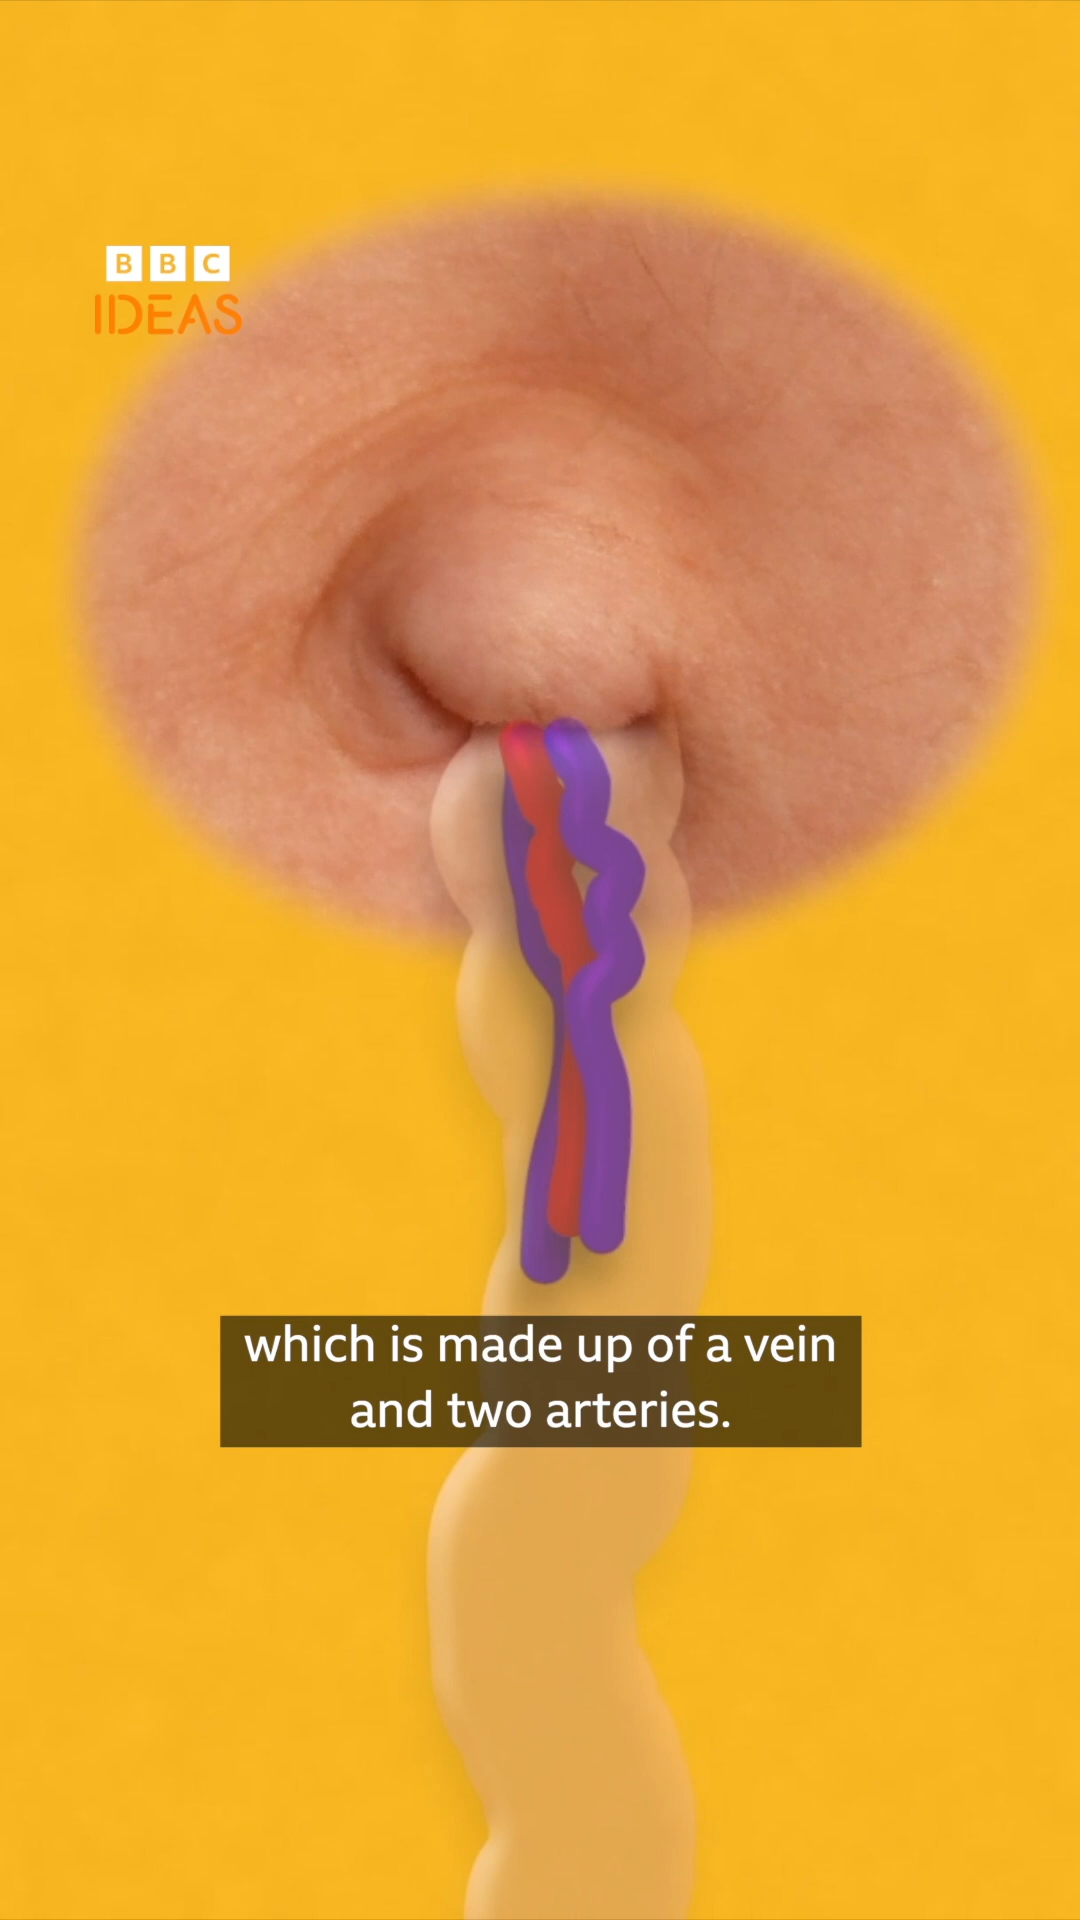 BBC
IDEAS
which is made up of a vein
and two arteries.